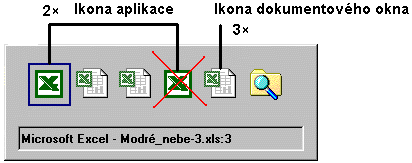 2× Ikona aplikace
Ikona dokumentového okna
3×
Microsoft Excel - Modré_nebe-3.xls:3